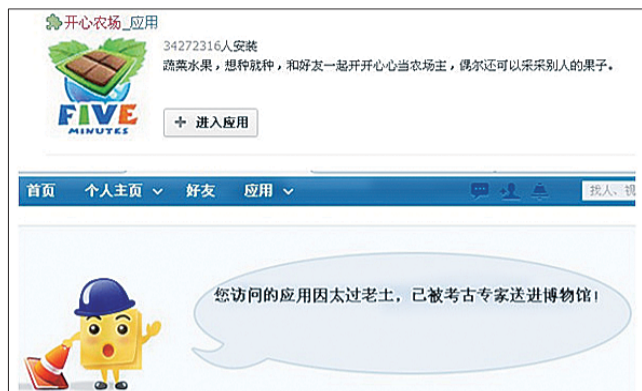 开心农场_应用
34272316人安装
蔬菜水果，想种就种，和好友一起开开心心当农场主，偶尔还可以采采别人的果子。
FIVE
MINUTES
+ 进入应用
首页 个人主页 好友 应用 找人、视
您访问的应用因太过老土，已被考古专家送进博物馆！